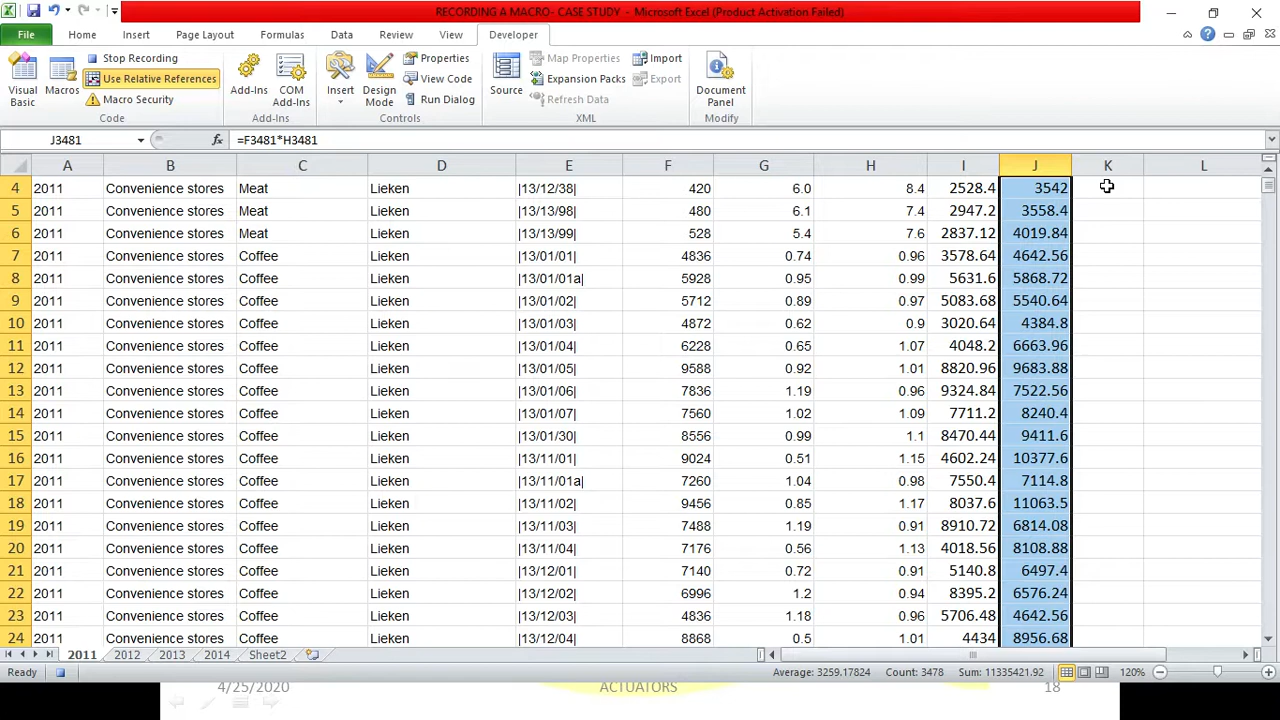 RECORDING A MACRO- CASE STUDY - Microsoft Excel (Product Activation Failed)
File Home Insert Page Layout Formulas Data Review View Developer
Visual Basic
Macros
Stop Recording
Use Relative References
Macro Security
Code
Add-Ins
COM Add-Ins
Add-Ins
Insert
Design Mode
Properties
View Code
Run Dialog
Controls
Source
Map Properties
Expansion Packs
Refresh Data
Import
Export
XML
Document Panel
Modify
J3481 fx =F3481*H3481
A B C D E F G H I J K L
4 2011 Convenience stores Meat Lieken |13/12/38| 420 6.0 8.4 2528.4 3542
5 2011 Convenience stores Meat Lieken |13/13/98| 480 6.1 7.4 2947.2 3558.4
6 2011 Convenience stores Meat Lieken |13/13/99| 528 5.4 7.6 2837.12 4019.84
7 2011 Convenience stores Coffee Lieken |13/01/01| 4836 0.74 0.96 3578.64 4642.56
8 2011 Convenience stores Coffee Lieken |13/01/01a| 5928 0.95 0.99 5631.6 5868.72
9 2011 Convenience stores Coffee Lieken |13/01/02| 5712 0.89 0.97 5083.68 5540.64
10 2011 Convenience stores Coffee Lieken |13/01/03| 4872 0.62 0.9 3020.64 4384.8
11 2011 Convenience stores Coffee Lieken |13/01/04| 6228 0.65 1.07 4048.2 6663.96
12 2011 Convenience stores Coffee Lieken |13/01/05| 9588 0.92 1.01 8820.96 9683.88
13 2011 Convenience stores Coffee Lieken |13/01/06| 7836 1.19 0.96 9324.84 7522.56
14 2011 Convenience stores Coffee Lieken |13/01/07| 7560 1.02 1.09 7711.2 8240.4
15 2011 Convenience stores Coffee Lieken |13/01/30| 8556 0.99 1.1 8470.44 9411.6
16 2011 Convenience stores Coffee Lieken |13/11/01| 9024 0.51 1.15 4602.24 10377.6
17 2011 Convenience stores Coffee Lieken |13/11/01a| 7260 1.04 0.98 7550.4 7114.8
18 2011 Convenience stores Coffee Lieken |13/11/02| 9456 0.85 1.17 8037.6 11063.5
19 2011 Convenience stores Coffee Lieken |13/11/03| 7488 1.19 0.91 8910.72 6814.08
20 2011 Convenience stores Coffee Lieken |13/11/04| 7176 0.56 1.13 4018.56 8108.88
21 2011 Convenience stores Coffee Lieken |13/12/01| 7140 0.72 0.91 5140.8 6497.4
22 2011 Convenience stores Coffee Lieken |13/12/02| 6996 1.2 0.94 8395.2 6576.24
23 2011 Convenience stores Coffee Lieken |13/12/03| 4836 1.18 0.96 5706.48 4642.56
24 2011 Convenience stores Coffee Lieken |13/12/04| 8868 0.5 1.01 4434 8956.68
2011 2012 2013 2014 Sheet2
Ready Average: 3259.17824 Count: 3478 Sum: 11335421.92 120%
4/25/2020 ACTUATORS 18